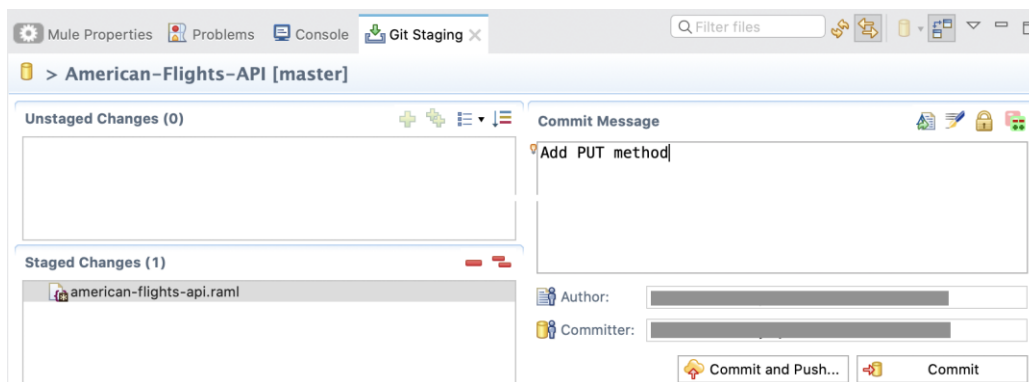 Mule Properties Problems Console Git Staging Filter files
> American-Flights-API [master]
Unstaged Changes (0)
Commit Message
Add PUT method
Staged Changes (1)
american-flights-api.raml
Author:
Committer:
Commit and Push... Commit